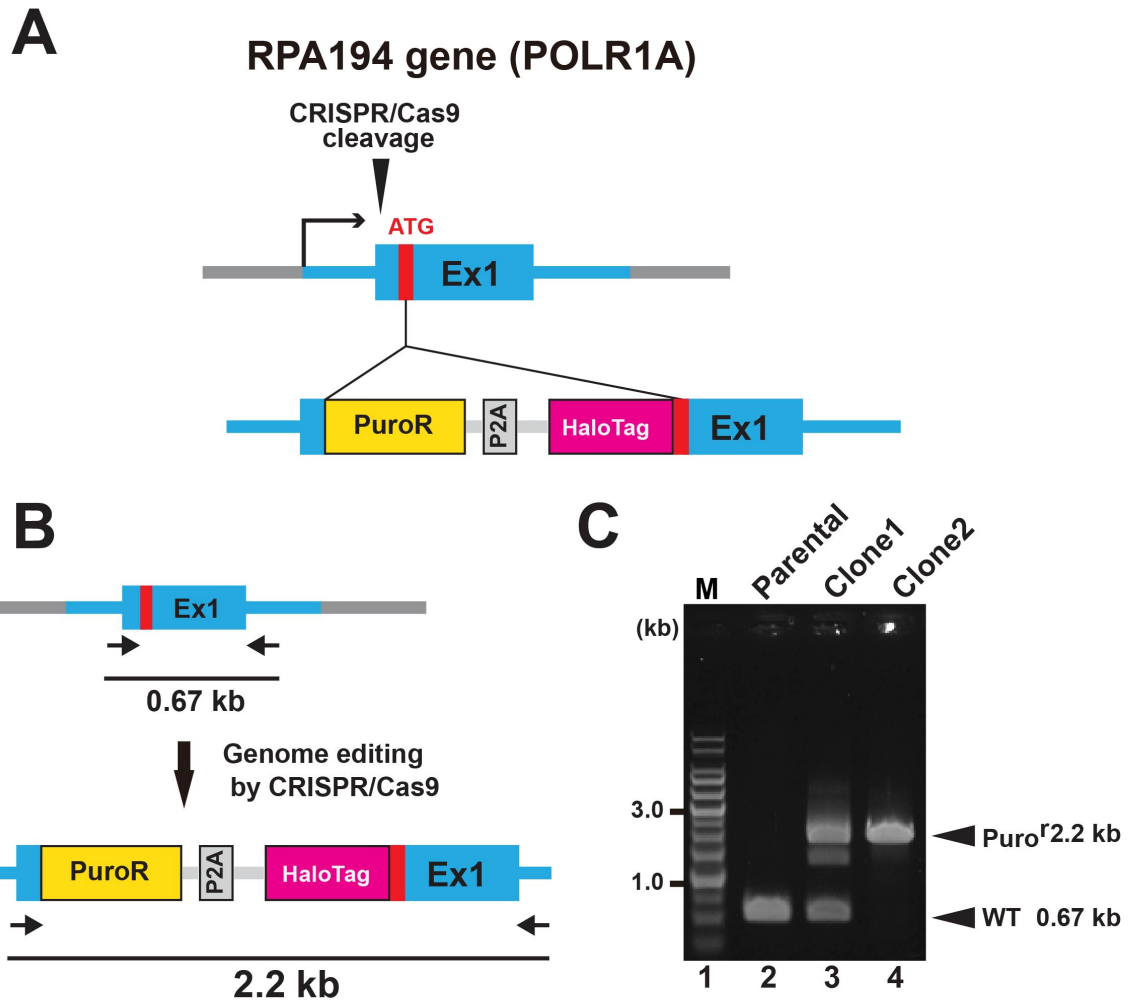 A
RPA194 gene (POLR1A)
CRISPR/Cas9
cleavage
ATG
Ex1
PuroR
P2A
HaloTag
Ex1
B
Ex1
0.67 kb
Genome editing
by CRISPR/Cas9
PuroR
P2A
HaloTag
Ex1
2.2 kb
C
M
Parental
Clone1
Clone2
(kb)
3.0
1.0
Puroʳ2.2 kb
WT 0.67 kb
1 2 3 4